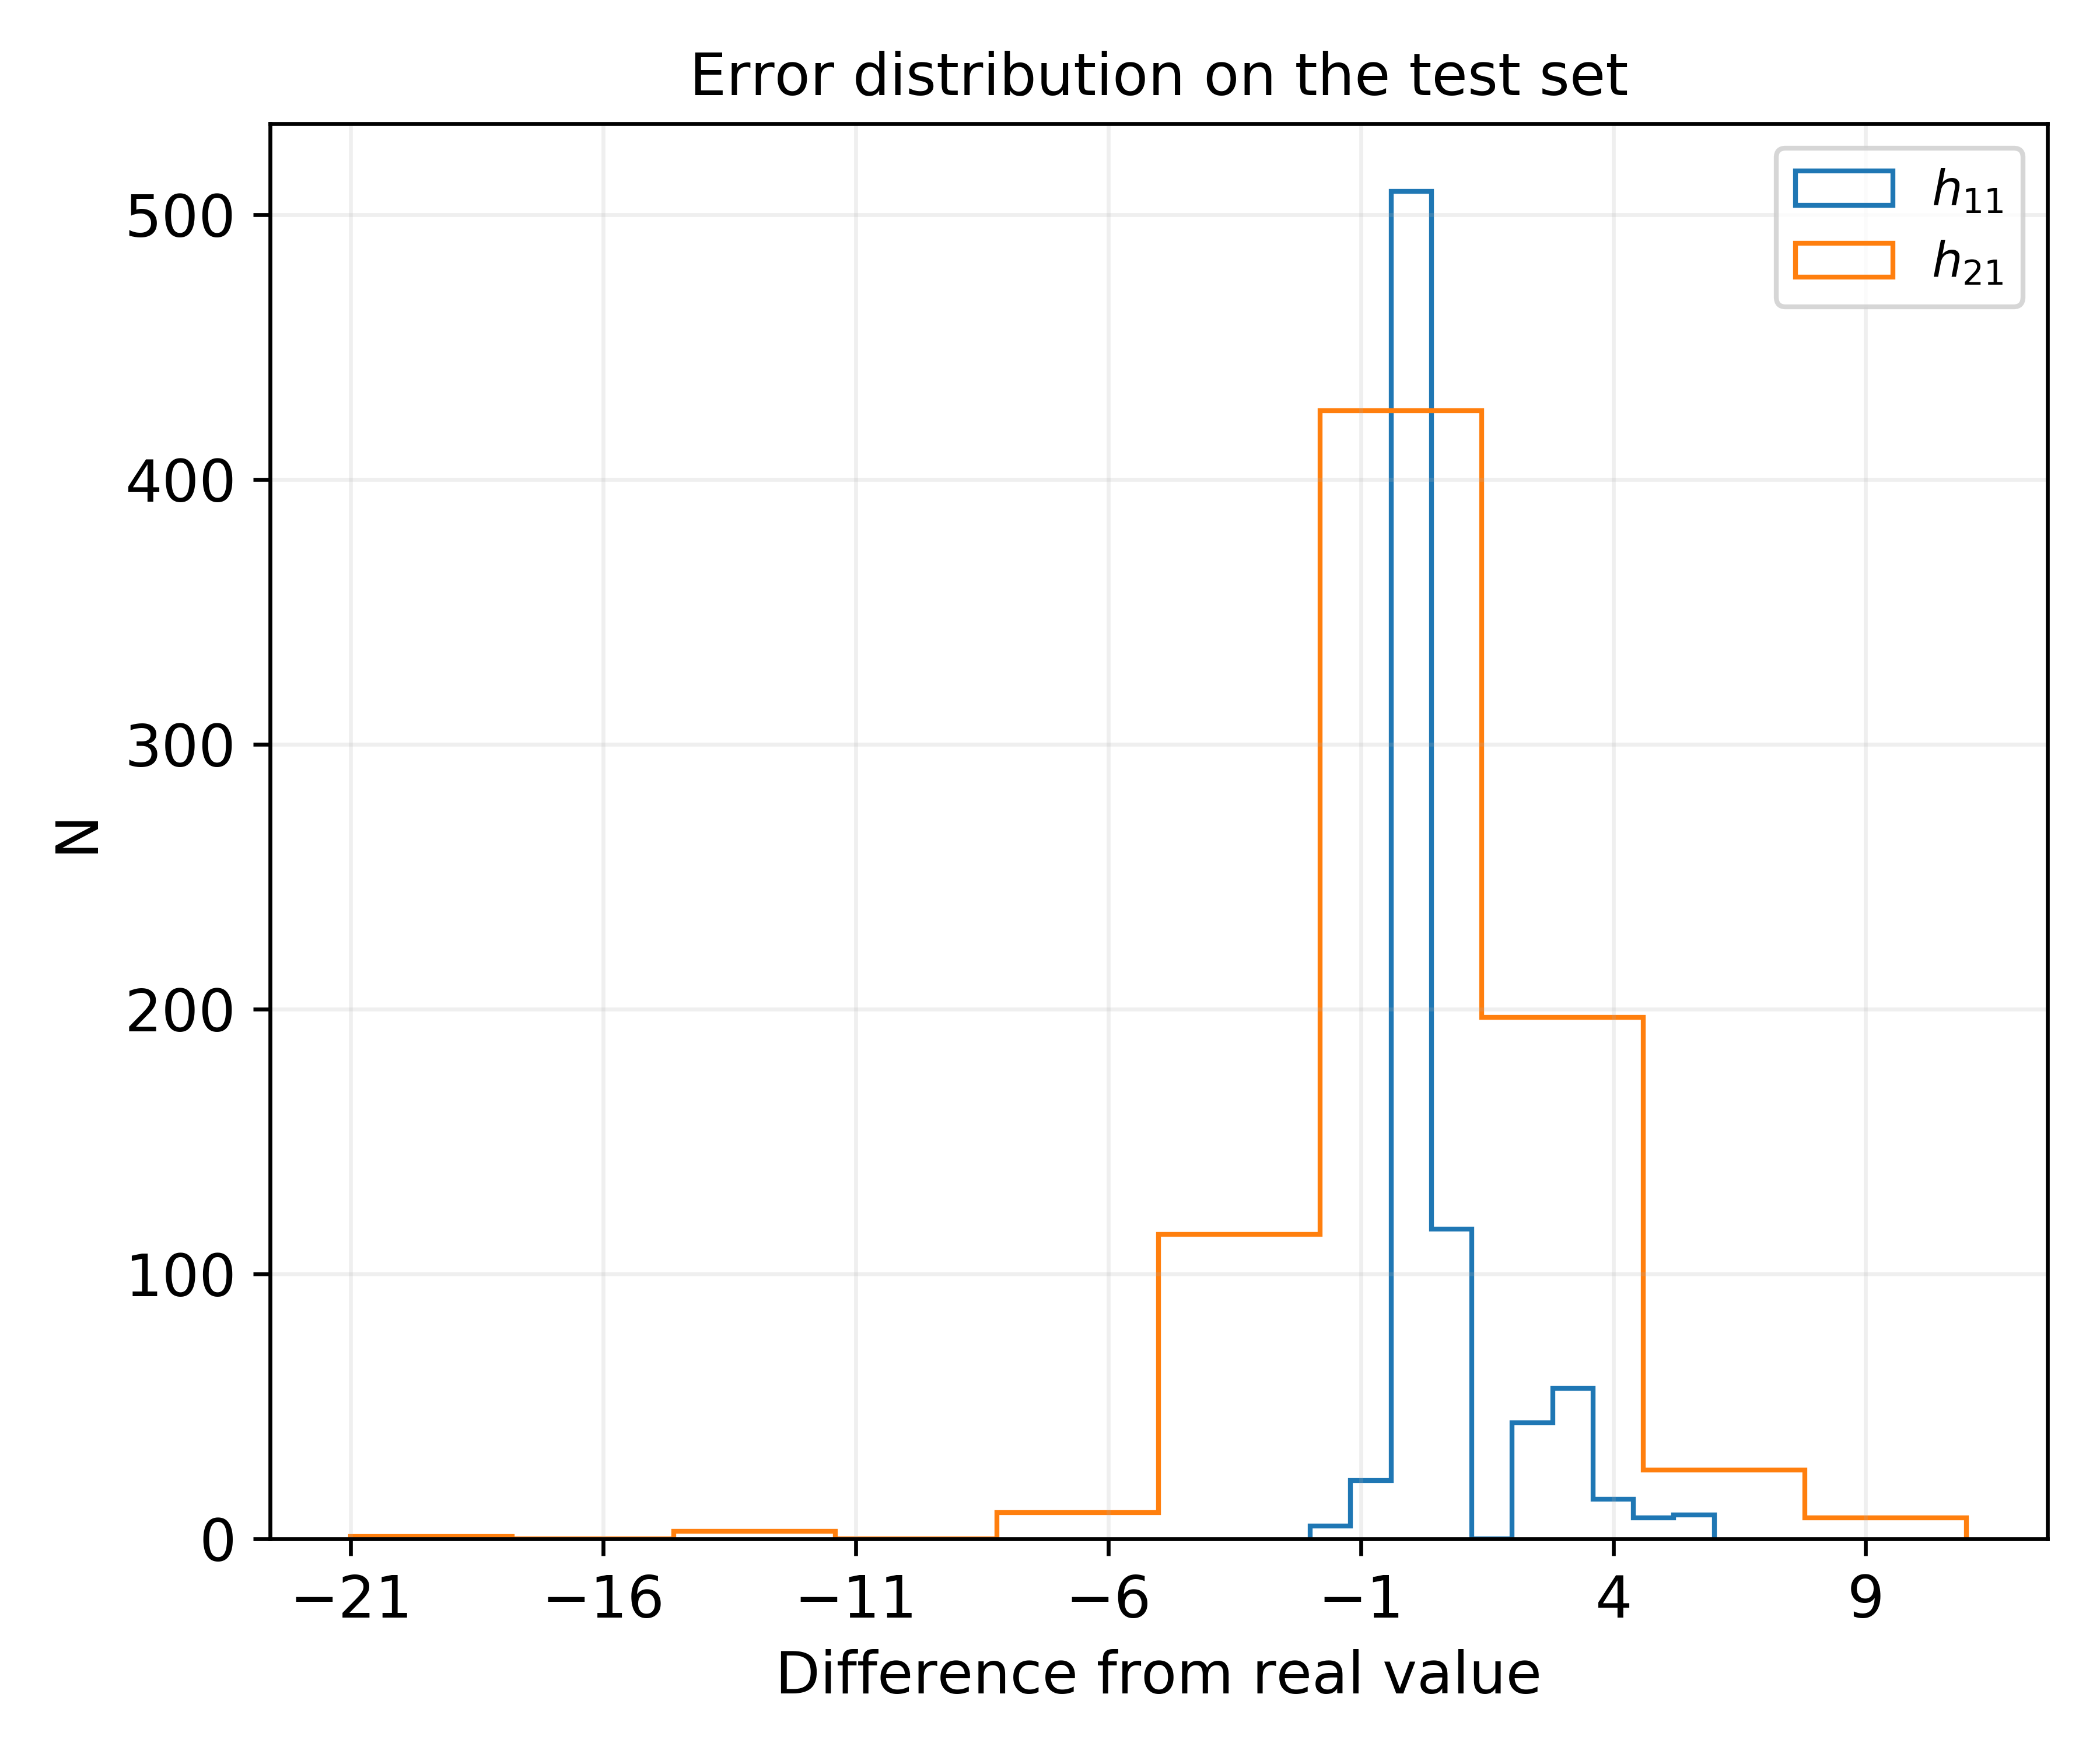 Error distribution on the test set
h₁₁
h₂₁
500
400
300
200
100
0
N
−21 −16 −11 −6 −1 4 9
Difference from real value